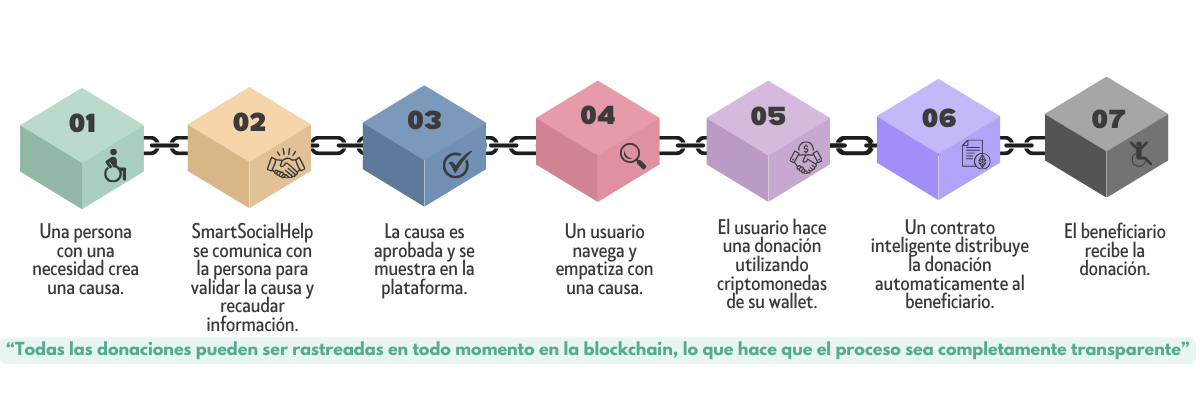 01
Una persona
con una
necesidad crea
una causa.
02
SmartSocialHelp
se comunica con
la persona para
validar la causa y
recaudar
información.
03
La causa es
aprobada y se
muestra en la
plataforma.
04
Un usuario
navega y
empatiza con
una causa.
05
El usuario hace
una donación
utilizando
criptomonedas
de su wallet.
06
Un contrato
inteligente distribuye
la donación
automaticamente al
beneficiario.
07
El beneficiario
recibe la
donación.
“Todas las donaciones pueden ser rastreadas en todo momento en la blockchain, lo que hace que el proceso sea completamente transparente”